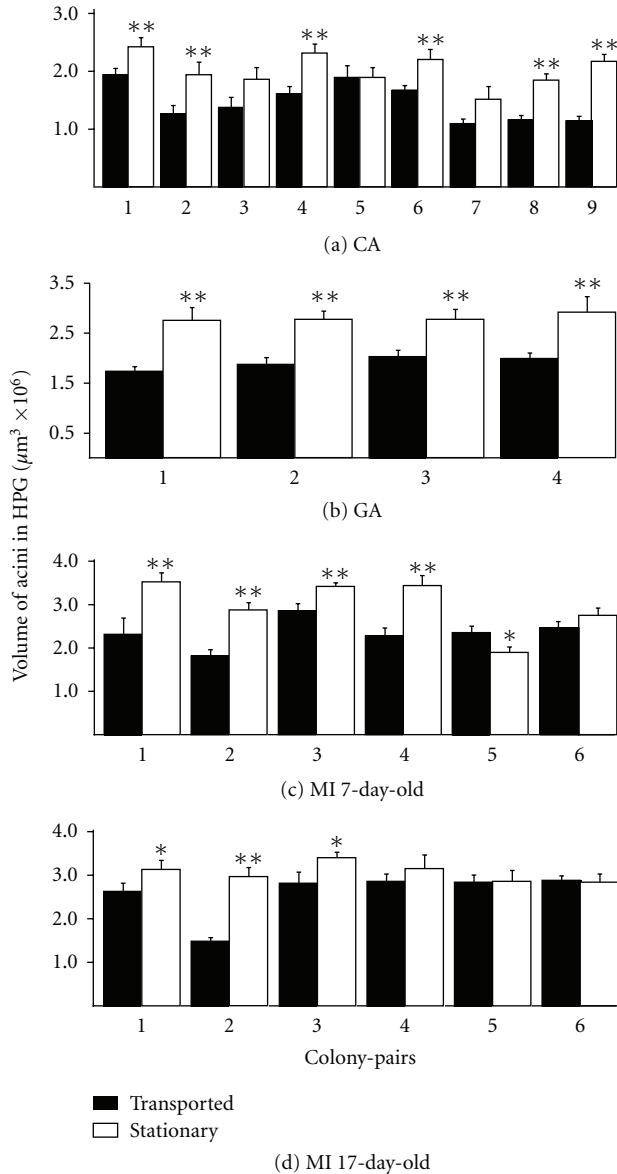 Volume of acini in HPG (μm³ ×10⁶)
3.0
2.0
1.0
** ** ** ** ** **
1 2 3 4 5 6 7 8 9
(a) CA
3.5
2.5
1.5
0.5
** ** ** **
1 2 3 4
(b) GA
4.0
3.0
2.0
1.0
** ** ** ** *
1 2 3 4 5 6
(c) MI 7-day-old
4.0
3.0
2.0
1.0
* ** *
1 2 3 4 5 6
Colony-pairs
Transported
Stationary
(d) MI 17-day-old